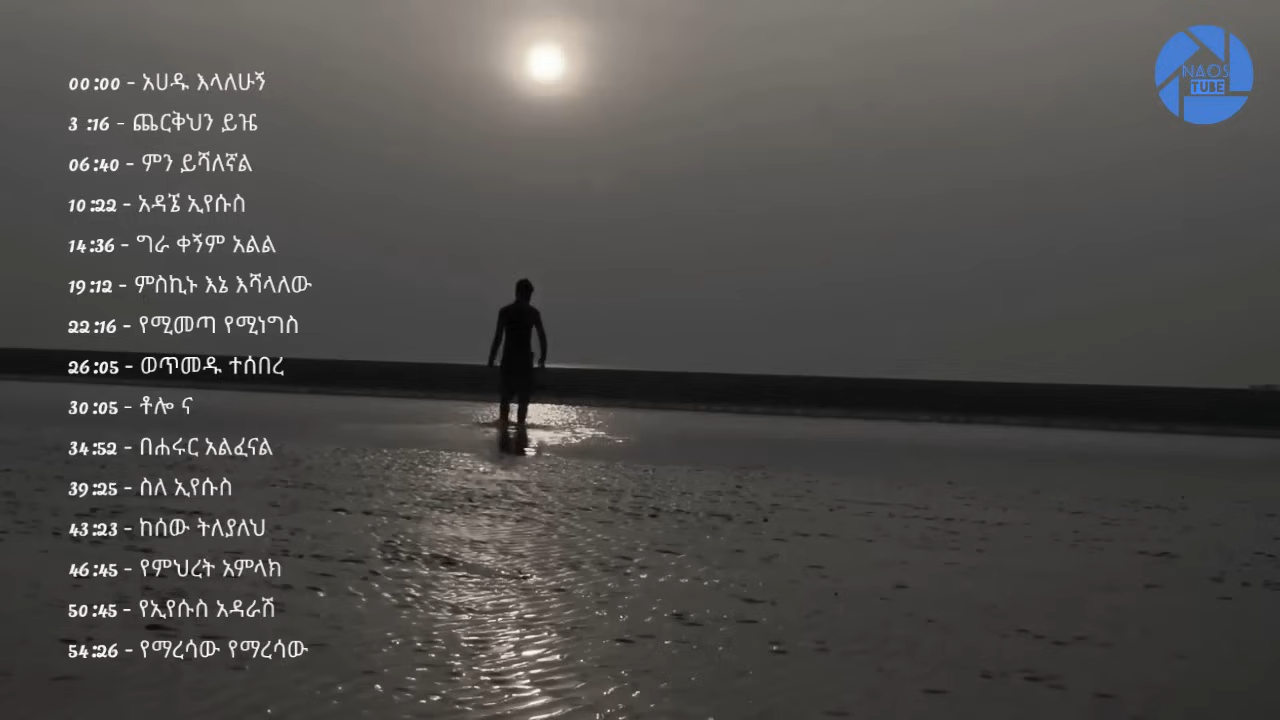 00:00 - አሀዱ እላለሁኝ
3 :16 - ጨርቅህን ይዤ
06:40 - ምን ይሻለኛል
10:22 - አዳኜ ኢየሱስ
14:36 - ግራ ቀኝም አልል
19:12 - ምስኪኑ እኔ እሻላለው
22:16 - የሚመጣ የሚነግስ
26:05 - ወጥመዱ ተሰበረ
30:05 - ቶሎ ና
34:52 - በሐሩር አልፈናል
39:25 - ስለ ኢየሱስ
43:23 - ከሰው ትለያለህ
46:45 - የምህረት አምላክ
50:45 - የኢየሱስ አዳራሽ
54:26 - የማረሳው የማረሳው
NAOS
TUBE